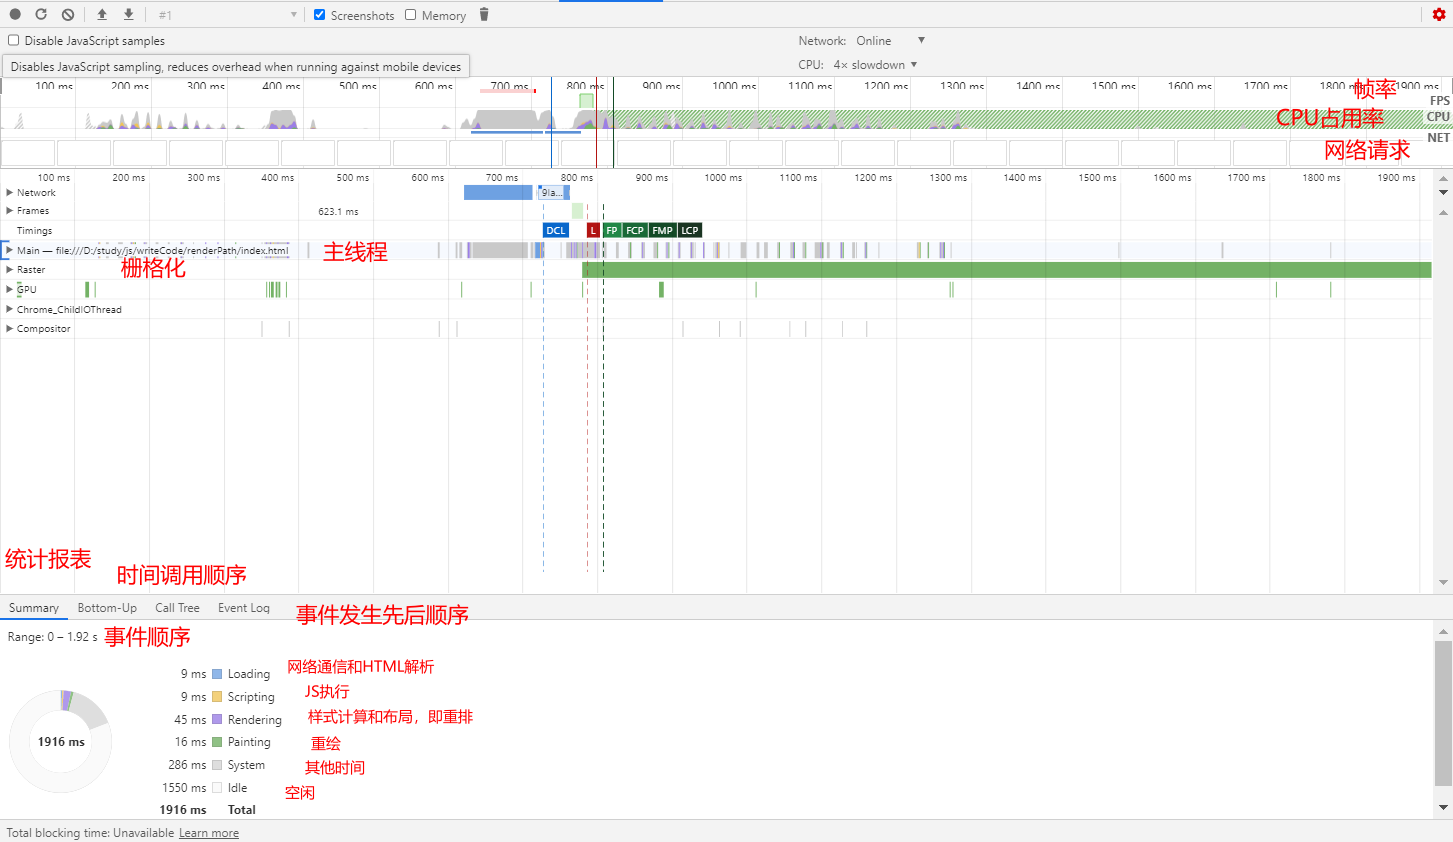 #1 Screenshots Memory
Disable JavaScript samples Network: Online
Disables JavaScript sampling, reduces overhead when running against mobile devices CPU: 4× slowdown
100 ms 200 ms 300 ms 400 ms 500 ms 600 ms 700 ms 800 ms 900 ms 1000 ms 1100 ms 1200 ms 1300 ms 1400 ms 1500 ms 1600 ms 1700 ms 1800 ms 1900 ms
帧率
FPS
CPU占用率
CPU
NET
网络请求
100 ms 200 ms 300 ms 400 ms 500 ms 600 ms 700 ms 800 ms 900 ms 1000 ms 1100 ms 1200 ms 1300 ms 1400 ms 1500 ms 1600 ms 1700 ms 1800 ms 1900 ms
Network 9la...
Frames 623.1 ms
Timings DCL L FP FCP FMP LCP
Main — file:///D:/study/js/writeCode/renderPath/index.html 主线程
Raster 栅格化
GPU
Chrome_ChildIOThread
Compositor
统计报表
时间调用顺序
Summary Bottom-Up Call Tree Event Log
事件发生先后顺序
Range: 0 – 1.92 s 事件顺序
9 ms Loading 网络通信和HTML解析
9 ms Scripting JS执行
45 ms Rendering 样式计算和布局，即重排
16 ms Painting 重绘
1916 ms
286 ms System 其他时间
1550 ms Idle 空闲
1916 ms Total
Total blocking time: Unavailable Learn more